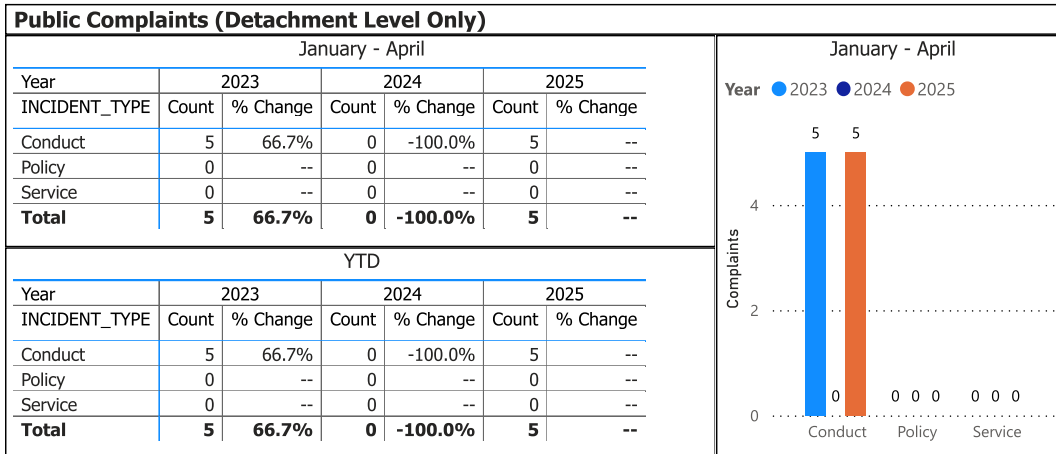 Public Complaints (Detachment Level Only)
January - April
Year 2023 2024 2025
INCIDENT_TYPE Count % Change Count % Change Count % Change
Conduct 5 66.7% 0 -100.0% 5 --
Policy 0 -- 0 -- 0 --
Service 0 -- 0 -- 0 --
Total 5 66.7% 0 -100.0% 5 --
YTD
Year 2023 2024 2025
INCIDENT_TYPE Count % Change Count % Change Count % Change
Conduct 5 66.7% 0 -100.0% 5 --
Policy 0 -- 0 -- 0 --
Service 0 -- 0 -- 0 --
Total 5 66.7% 0 -100.0% 5 --
January - April
Year 2023 2024 2025
5 5
4
Complaints
2
0 0 0 0 0 0 0
0
Conduct Policy Service